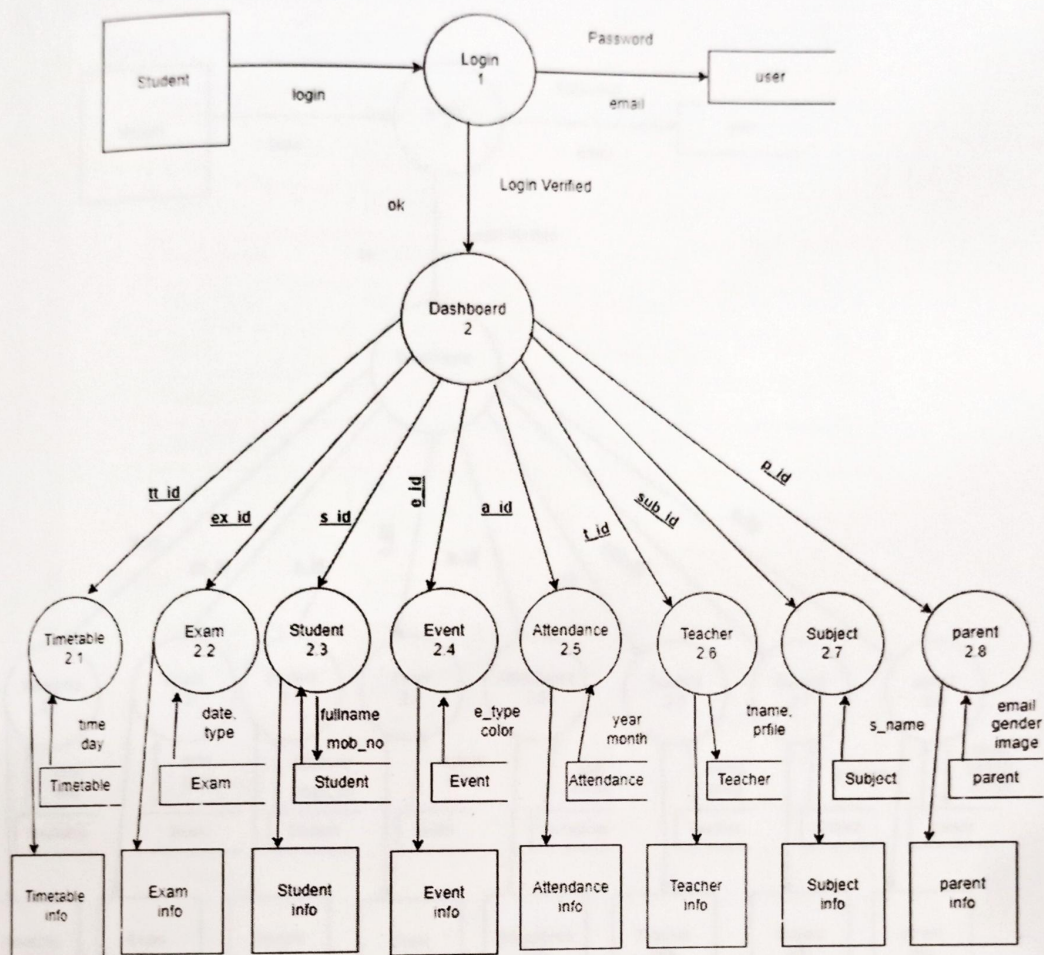 Student
login
Login
1
Password
email
user
ok
Login Verified
Dashboard
2
tt_id
ex_id
s_id
e_id
a_id
t_id
sub_id
p_id
Timetable
2.1
Exam
2.2
Student
2.3
Event
2.4
Attendance
2.5
Teacher
2.6
Subject
2.7
parent
2.8
time
day
date,
type
fullname
mob_no
e_type
color
year
month
tname,
prfile
s_name
email
gender
image
Timetable
Exam
Student
Event
Attendance
Teacher
Subject
parent
Timetable
info
Exam
info
Student
info
Event
info
Attendance
info
Teacher
info
Subject
info
parent
info